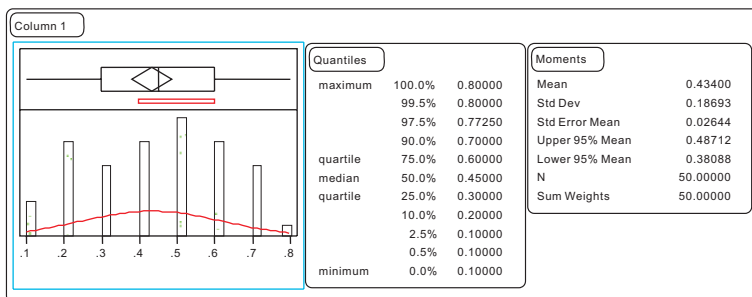 Column 1
.1 .2 .3 .4 .5 .6 .7 .8
Quantiles
maximum 100.0% 0.80000
99.5% 0.80000
97.5% 0.77250
90.0% 0.70000
quartile 75.0% 0.60000
median 50.0% 0.45000
quartile 25.0% 0.30000
10.0% 0.20000
2.5% 0.10000
0.5% 0.10000
minimum 0.0% 0.10000
Moments
Mean 0.43400
Std Dev 0.18693
Std Error Mean 0.02644
Upper 95% Mean 0.48712
Lower 95% Mean 0.38088
N 50.00000
Sum Weights 50.00000